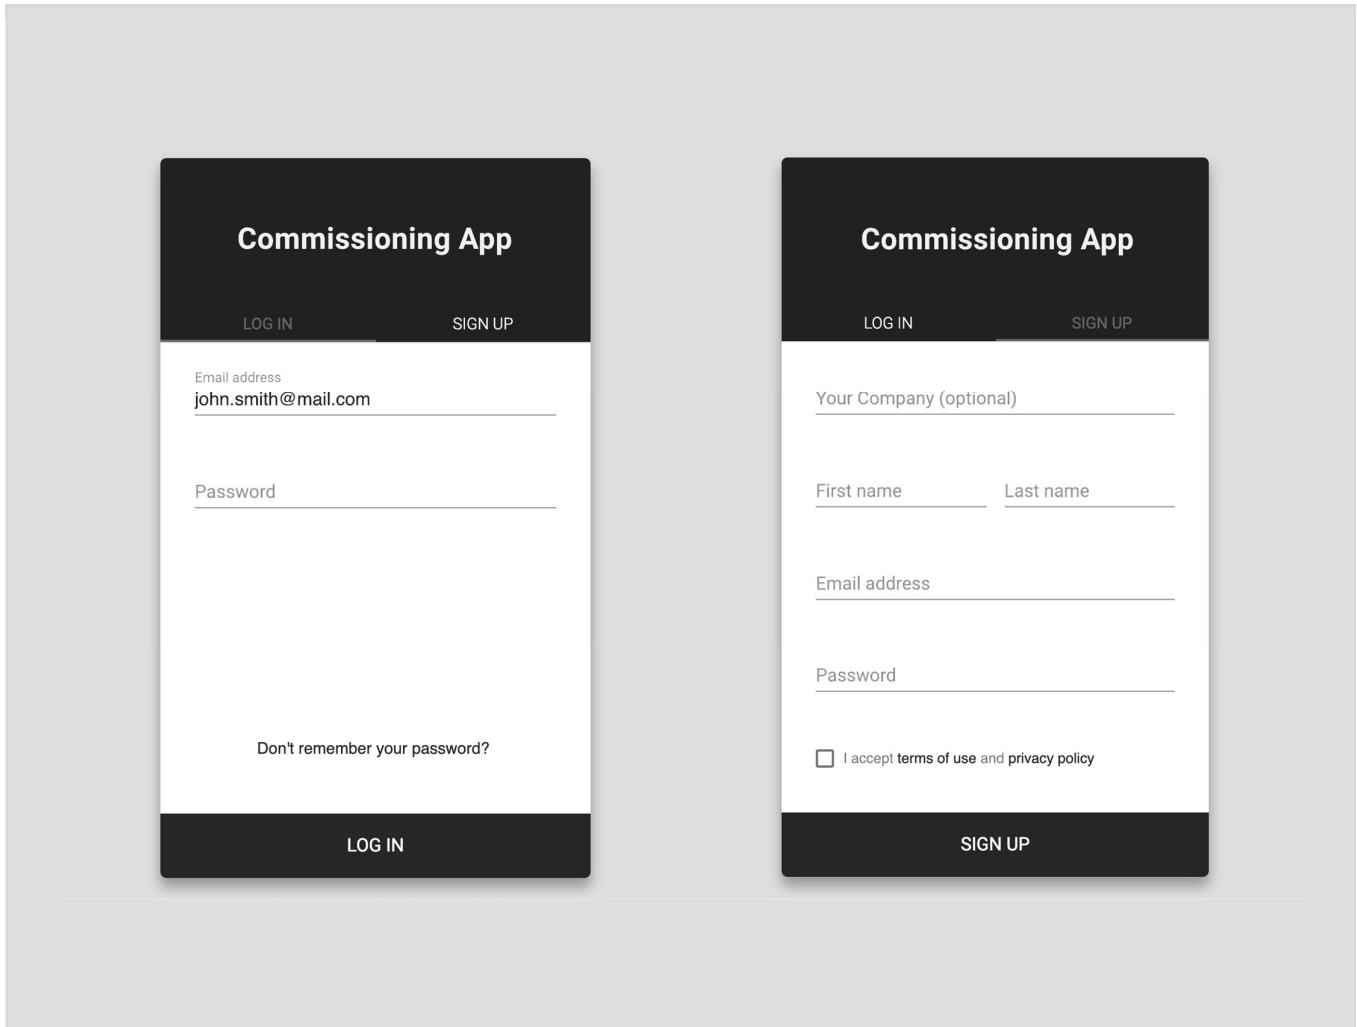 Commissioning App
LOG IN
SIGN UP
Email address
john.smith@mail.com
Password
Don't remember your password?
LOG IN
Commissioning App
LOG IN
SIGN UP
Your Company (optional)
First name
Last name
Email address
Password
I accept terms of use and privacy policy
SIGN UP